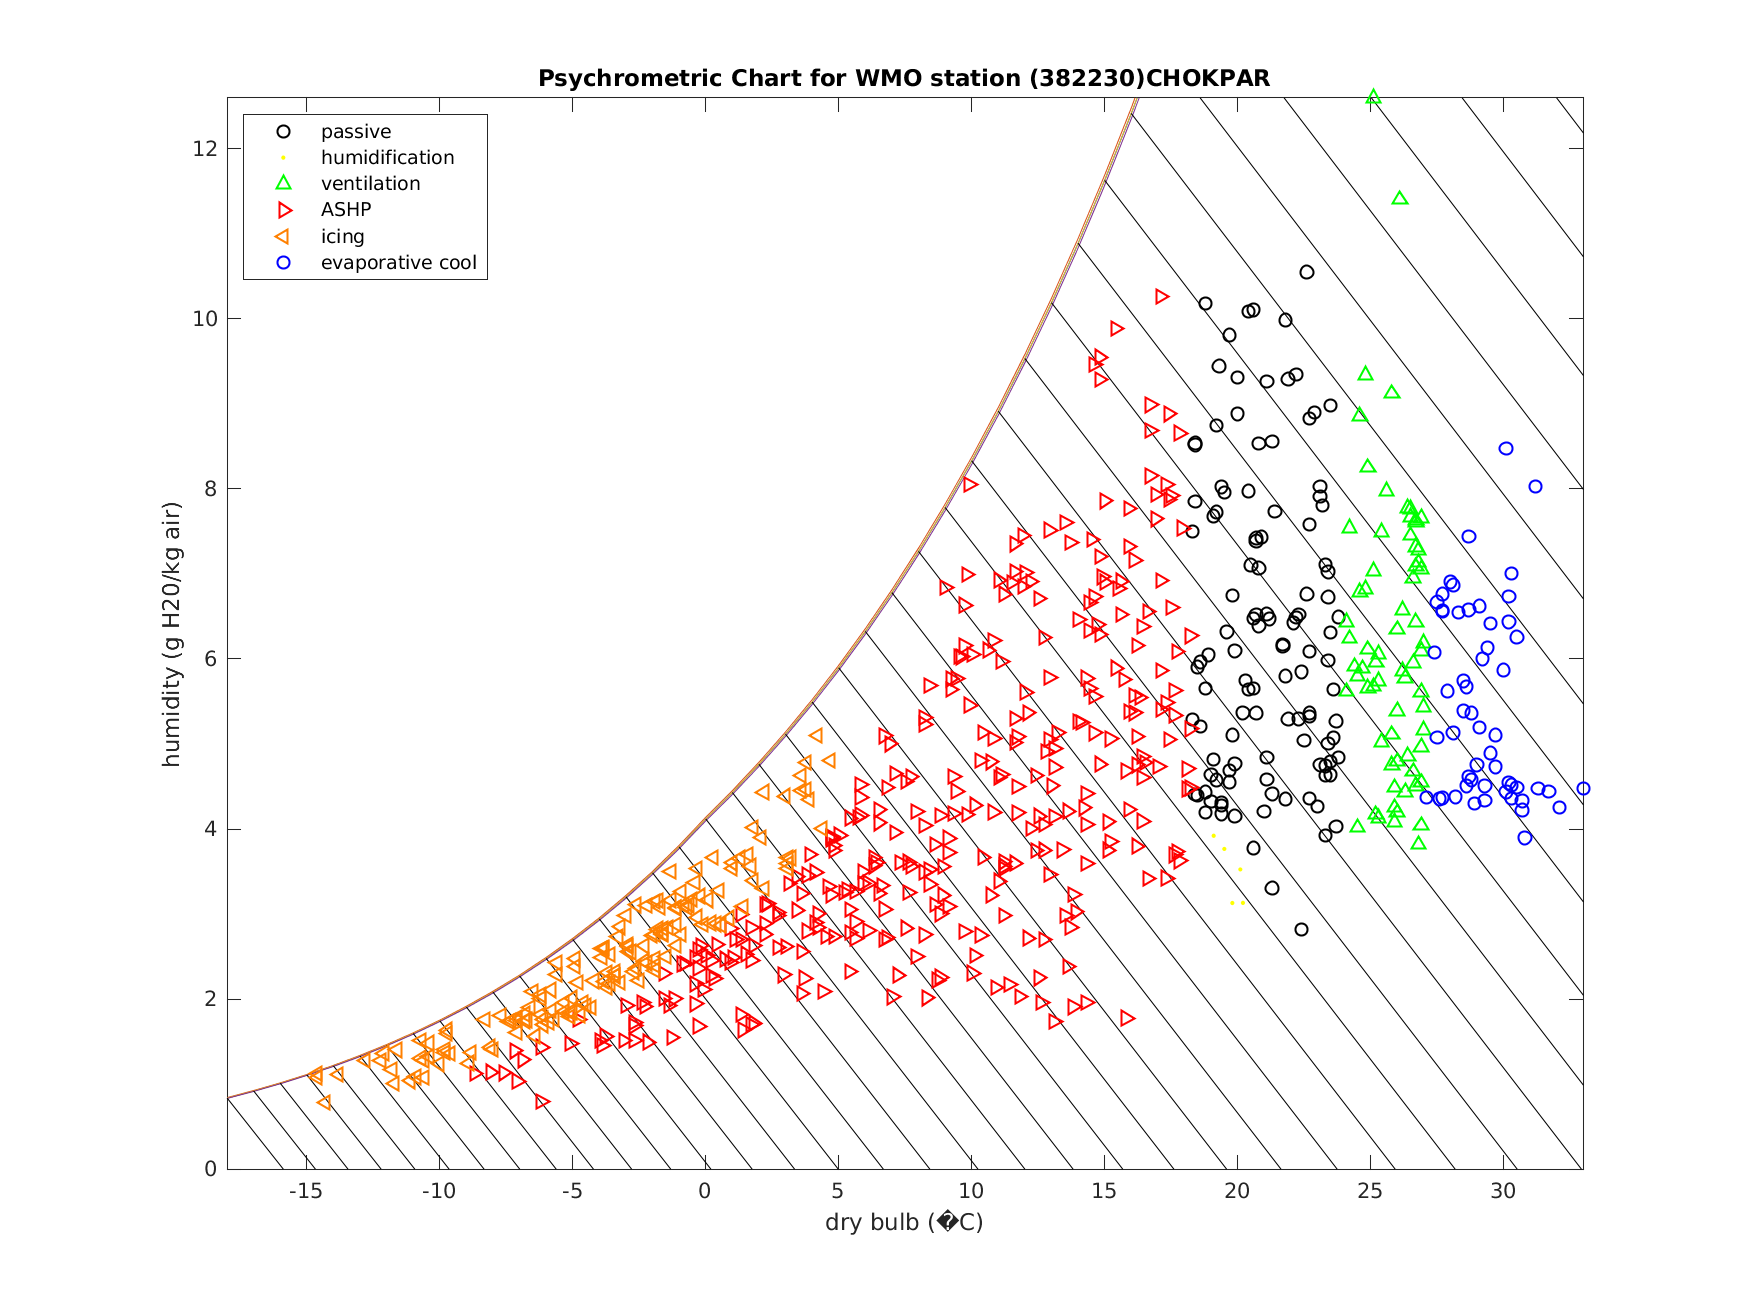 Psychrometric Chart for WMO station (382230)CHOKPAR
passive
humidification
ventilation
ASHP
icing
evaporative cool
humidity (g H20/kg air)
12
10
8
6
4
2
0
-15 -10 -5 0 5 10 15 20 25 30
dry bulb (�C)